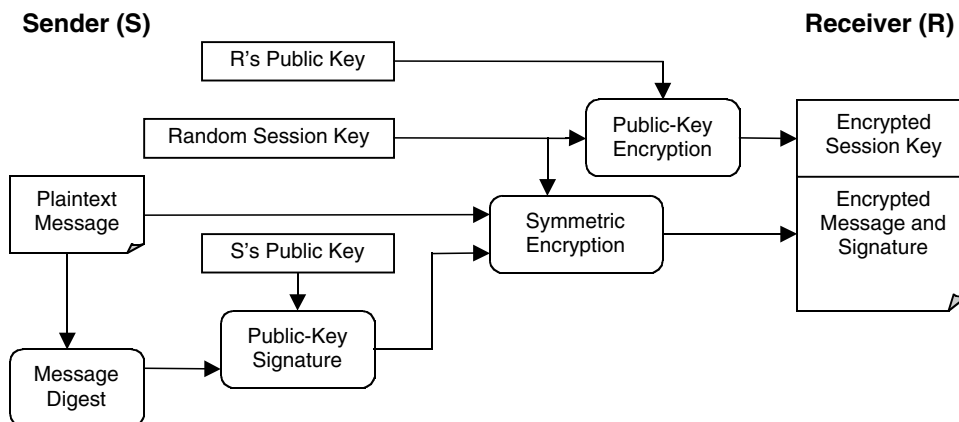 Sender (S)
Receiver (R)
R's Public Key
Random Session Key
Public-Key
Encryption
Encrypted
Session Key
Plaintext
Message
Symmetric
Encryption
Encrypted
Message and
Signature
S's Public Key
Public-Key
Signature
Message
Digest